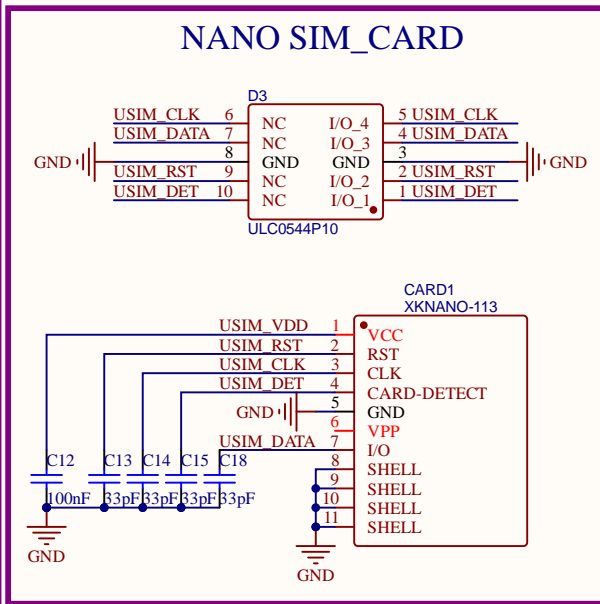 NANO SIM_CARD
D3
USIM_CLK 6 NC I/O_4 5 USIM_CLK
USIM_DATA 7 NC I/O_3 4 USIM_DATA
GND 8 GND GND 3 GND
USIM_RST 9 NC I/O_2 2 USIM_RST
USIM_DET 10 NC I/O_1 1 USIM_DET
ULC0544P10
CARD1
XKNANO-113
USIM_VDD 1 VCC
USIM_RST 2 RST
USIM_CLK 3 CLK
USIM_DET 4 CARD-DETECT
GND 5 GND
6 VPP
USIM_DATA 7 I/O
C12 C13 C14 C15 C18 8 SHELL
9 SHELL
100nF 33pF 33pF 33pF 33pF 10 SHELL
11 SHELL
GND
GND